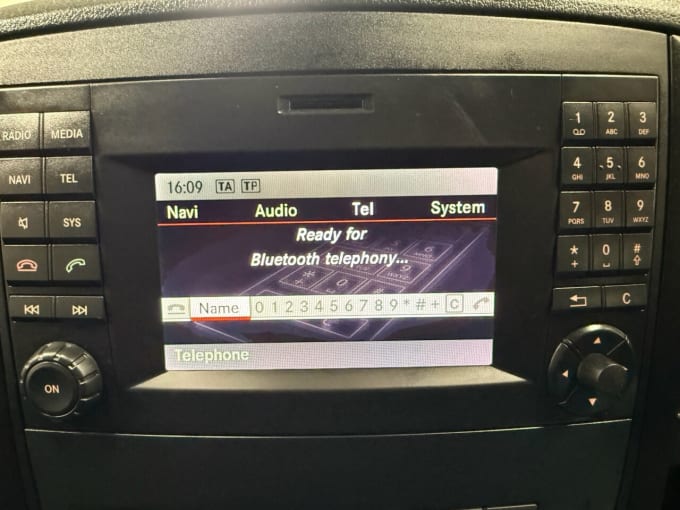 RADIO MEDIA
NAVI TEL
SYS
ON
16:09 TA TP
Navi Audio Tel System
Ready for
Bluetooth telephony...
Name 0 1 2 3 4 5 6 7 8 9 * # + C
Telephone
1 2 ABC 3 DEF
4 GHI 5 JKL 6 MNO
7 PQRS 8 TUV 9 WXYZ
* + 0 #
C